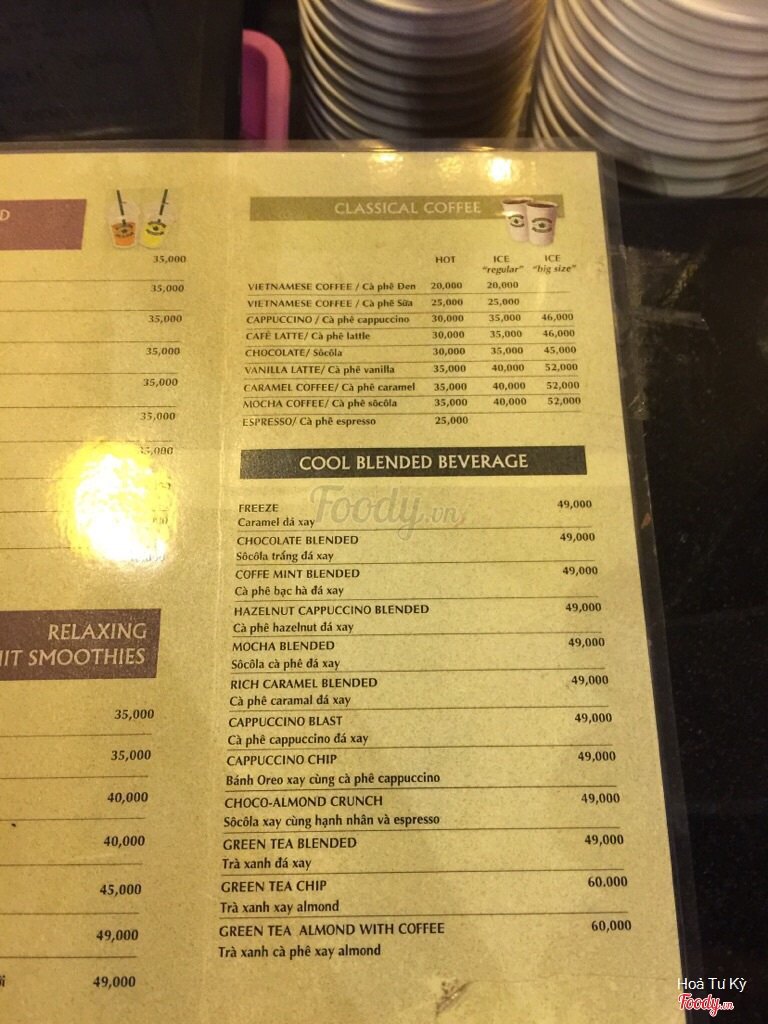 D
35,000
35,000
35,000
35,000
35,000
35,000
35,000
RELAXING
IT SMOOTHIES
35,000
35,000
40,000
40,000
45,000
49,000
49,000
CLASSICAL COFFEE
HOT ICE ICE
"regular" "big size"
VIETNAMESE COFFEE / Cà phê Đen 20,000 20,000
VIETNAMESE COFFEE / Cà phê Sữa 25,000 25,000
CAPPUCCINO / Cà phê cappuccino 30,000 35,000 46,000
CAFÊ LATTE/ Cà phê lattle 30,000 35,000 46,000
CHOCOLATE/ Sôcôla 30,000 35,000 45,000
VANILLA LATTE/ Cà phê vanilla 35,000 40,000 52,000
CARAMEL COFFEE/ Cà phê caramel 35,000 40,000 52,000
MOCHA COFFEE/ Cà phê sôcôla 35,000 40,000 52,000
ESPRESSO/ Cà phê espresso 25,000
COOL BLENDED BEVERAGE
FREEZE 49,000
Caramel đá xay
CHOCOLATE BLENDED 49,000
Sôcôla trắng đá xay
COFFE MINT BLENDED 49,000
Cà phê bạc hà đá xay
HAZELNUT CAPPUCCINO BLENDED 49,000
Cà phê hazelnut đá xay
MOCHA BLENDED 49,000
Sôcôla cà phê đá xay
RICH CARAMEL BLENDED 49,000
Cà phê caramal đá xay
CAPPUCCINO BLAST 49,000
Cà phê cappuccino đá xay
CAPPUCCINO CHIP 49,000
Bánh Oreo xay cùng cà phê cappuccino
CHOCO-ALMOND CRUNCH 49,000
Sôcôla xay cùng hạnh nhân và espresso
GREEN TEA BLENDED 49,000
Trà xanh đá xay
GREEN TEA CHIP 60.000
Trà xanh xay almond
GREEN TEA ALMOND WITH COFFEE 60,000
Trà xanh cà phê xay almond
Foody.vn
Hoả Tư Kỳ
Foody.vn